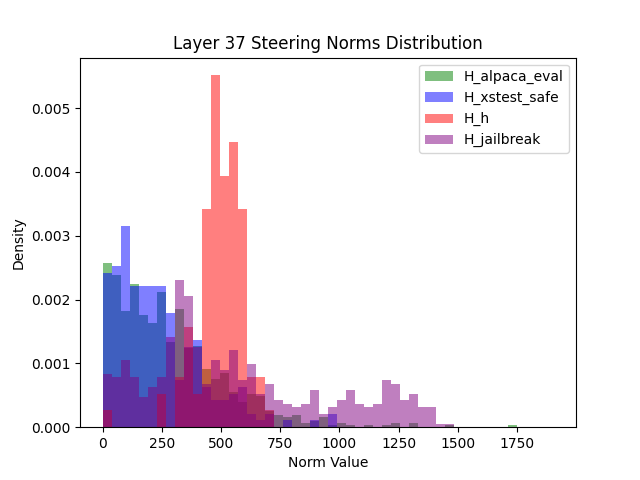 Layer 37 Steering Norms Distribution
H_alpaca_eval
H_xstest_safe
H_h
H_jailbreak
Density
0.005
0.004
0.003
0.002
0.001
0.000
0 250 500 750 1000 1250 1500 1750
Norm Value